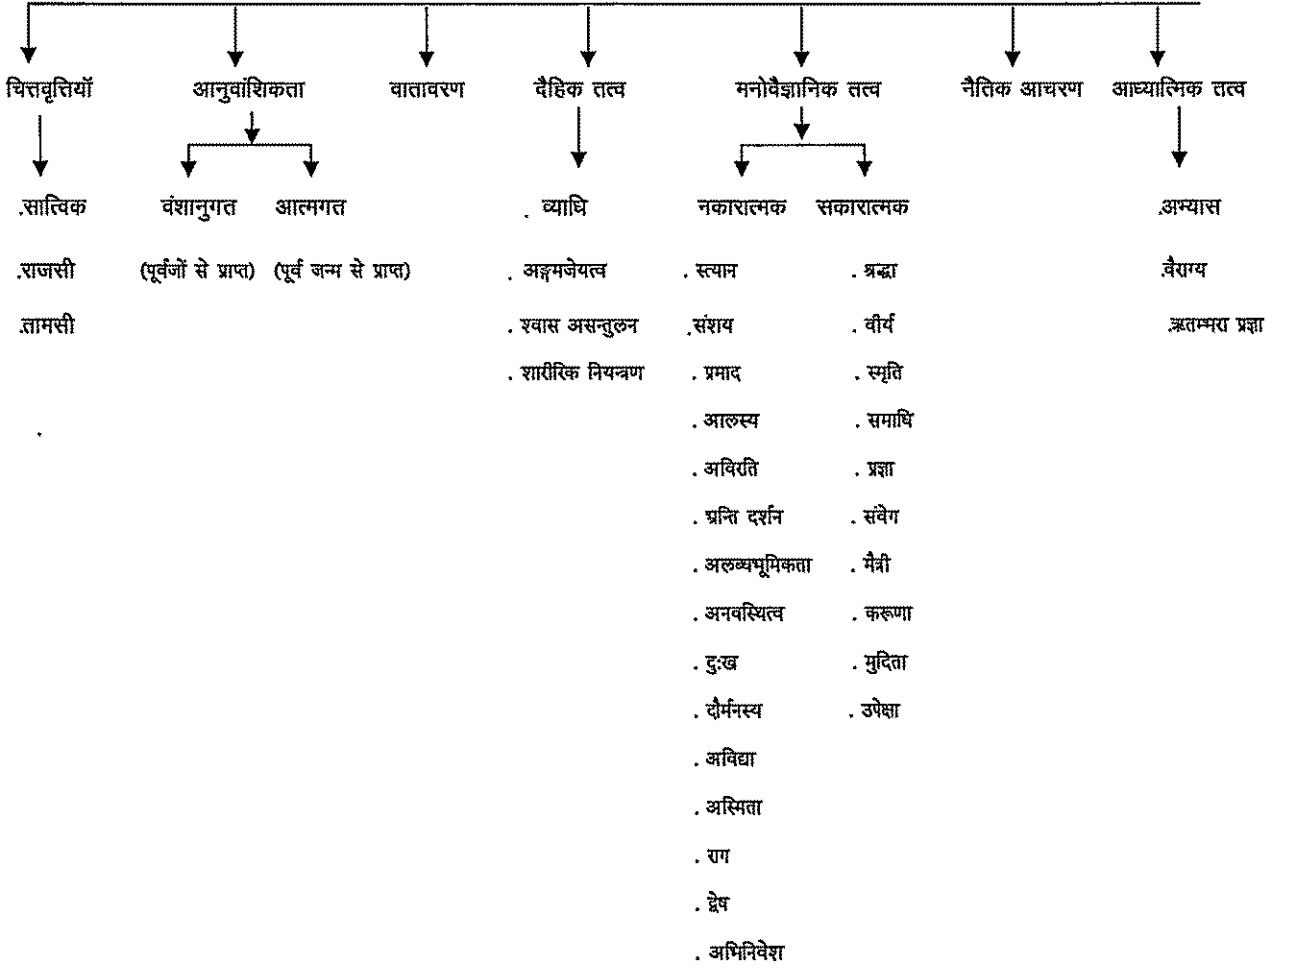 चित्तवृत्तियॉ आनुवांशिकता वातावरण दैहिक तत्व मनोवैज्ञानिक तत्व नैतिक आचरण आध्यात्मिक तत्व
.सात्विक वंशानुगत आत्मगत . व्याधि नकारात्मक सकारात्मक .अभ्यास
.राजसी (पूर्वजों से प्राप्त) (पूर्व जन्म से प्राप्त) . अङ्गमजेयत्व . स्त्यान . श्रद्धा .वैराग्य
.तामसी . श्वास असन्तुलन .संशय . वीर्य .ऋतम्मरा प्रज्ञा
. शारीरिक नियन्त्रण . प्रमाद . स्मृति
. आलस्य . समाधि
. अविरति . प्रज्ञा
. भ्रन्ति दर्शन . संवेग
. अलब्धभूमिकता . मैत्री
. अनवस्थित्व . करूणा
. दुःख . मुदिता
. दौर्मनस्य . उपेक्षा
. अविद्या
. अस्मिता
. राग
. द्वेष
. अभिनिवेश